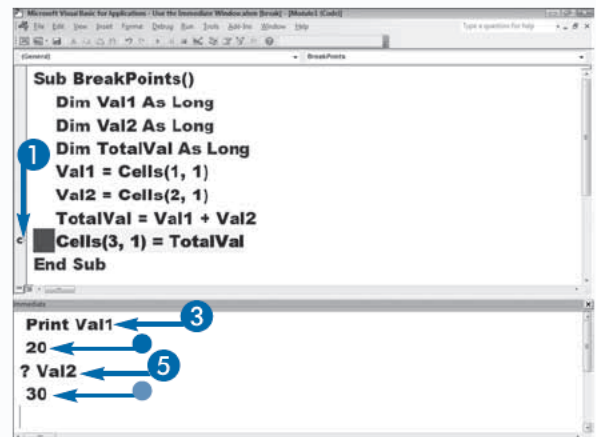 Microsoft Visual Basic for Applications - Use the Immediate Window.xlsm [break] - [Module1 (Code)]
File Edit View Insert Format Debug Run Tools Add-Ins Window Help Type a question for help
(General) BreakPoints
Sub BreakPoints()
Dim Val1 As Long
Dim Val2 As Long
Dim TotalVal As Long
1
Val1 = Cells(1, 1)
Val2 = Cells(2, 1)
TotalVal = Val1 + Val2
Cells(3, 1) = TotalVal
End Sub
Immediate
Print Val1 3
20
? Val2 5
30